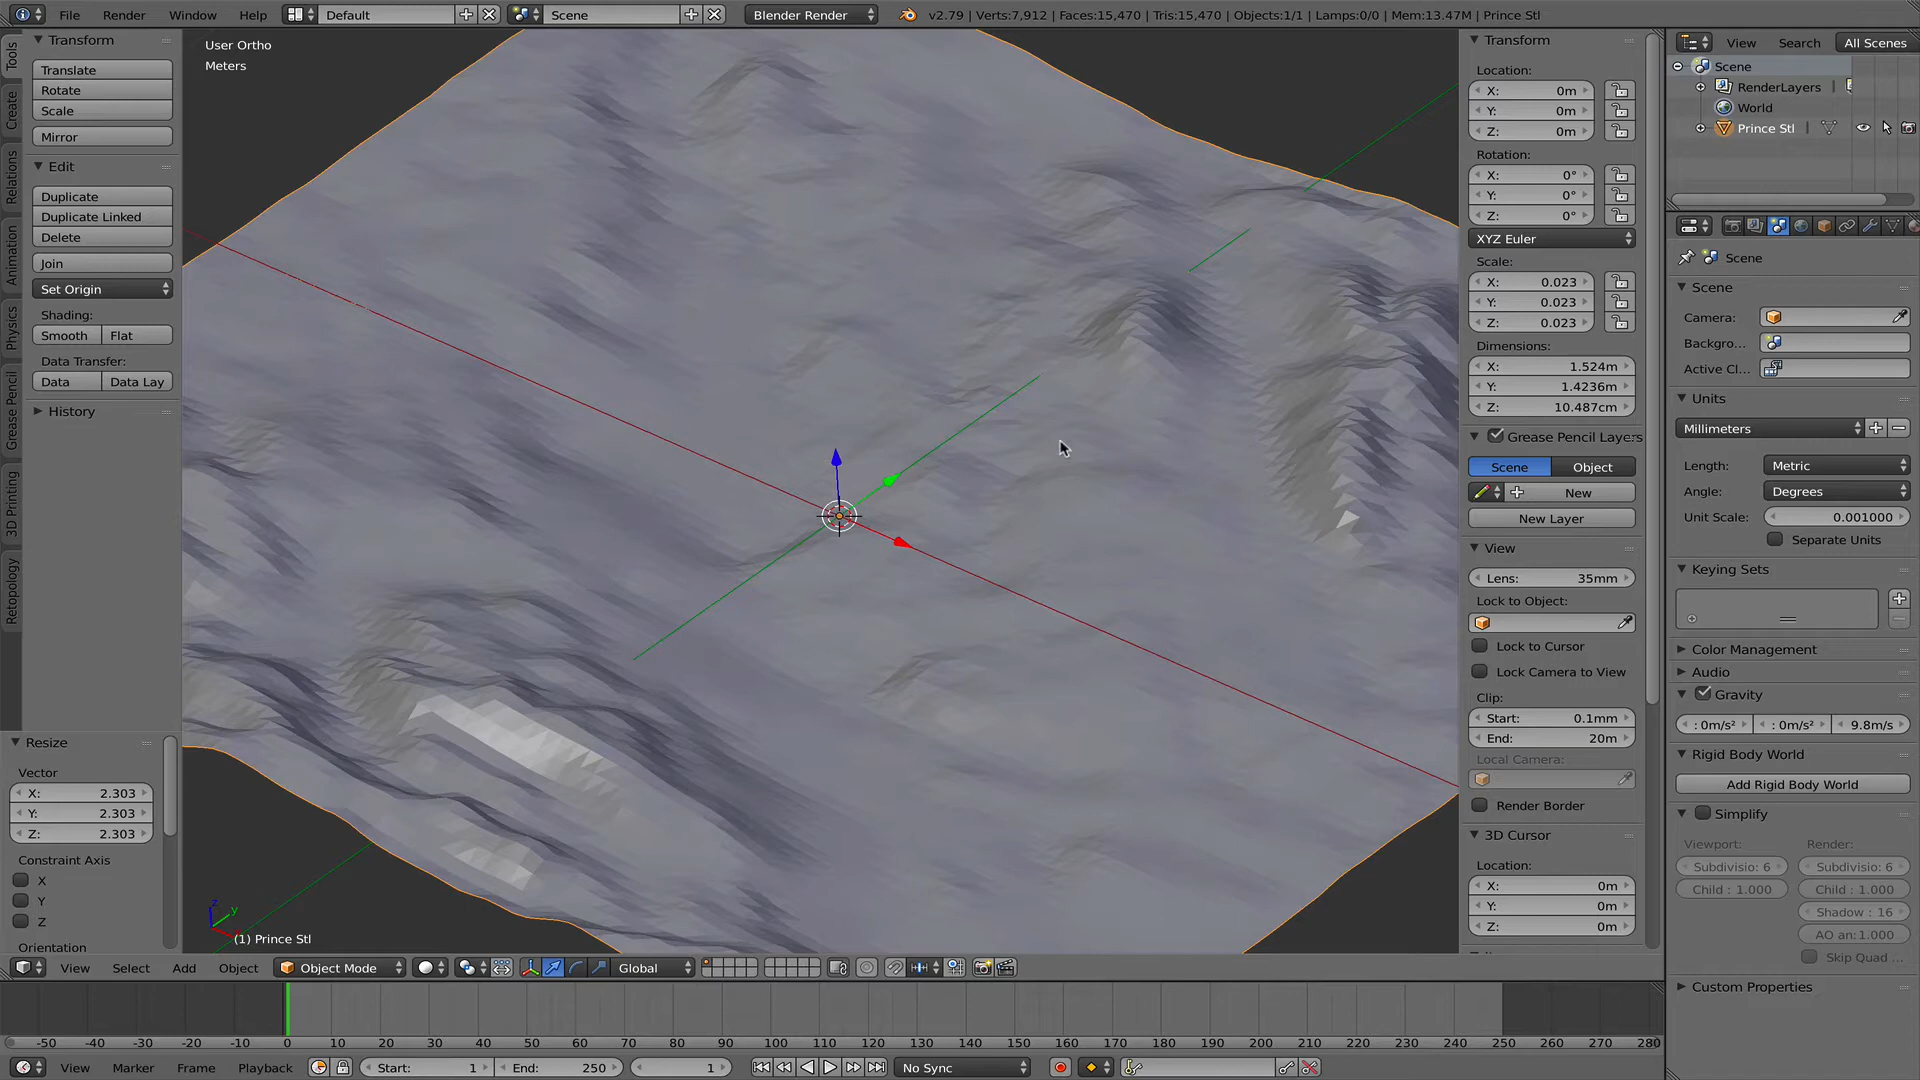 File Render Window Help Default Scene Blender Render v2.79 | Verts:7,912 | Faces:15,470 | Tris:15,470 | Objects:1/1 | Lamps:0/0 | Mem:13.47M | Prince Stl
Tools
Create
Relations
Animation
Physics
Grease Pencil
3D Printing
Retopology
Transform
Translate
Rotate
Scale
Mirror
Edit
Duplicate
Duplicate Linked
Delete
Join
Set Origin
Shading:
Smooth Flat
Data Transfer:
Data Data Lay
History
Resize
Vector
X: 2.303
Y: 2.303
Z: 2.303
Constraint Axis
X
Y
Z
Orientation
User Ortho
Meters
z
y
(1) Prince Stl
Transform
Location:
X: 0m
Y: 0m
Z: 0m
Rotation:
X: 0°
Y: 0°
Z: 0°
XYZ Euler
Scale:
X: 0.023
Y: 0.023
Z: 0.023
Dimensions:
X: 1.524m
Y: 1.4236m
Z: 10.487cm
Grease Pencil Layers
Scene Object
New
New Layer
View
Lens: 35mm
Lock to Object:
Lock to Cursor
Lock Camera to View
Clip:
Start: 0.1mm
End: 20m
Local Camera:
Render Border
3D Cursor
Location:
X: 0m
Y: 0m
Z: 0m
View Search All Scenes
Scene
RenderLayers
World
Prince Stl
Scene
Scene
Camera:
Backgro...
Active Cl...
Units
Millimeters
Length: Metric
Angle: Degrees
Unit Scale: 0.001000
Separate Units
Keying Sets
Color Management
Audio
Gravity
: 0m/s² : 0m/s² 9.8m/s
Rigid Body World
Add Rigid Body World
Simplify
Viewport: Render:
Subdivisio: 6 Subdivisio: 6
Child : 1.000 Child : 1.000
Shadow : 16
AO an:1.000
Skip Quad ...
Custom Properties
View Select Add Object Object Mode Global
-50 -40 -30 -20 -10 0 10 20 30 40 50 60 70 80 90 100 110 120 130 140 150 160 170 180 190 200 210 220 230 240 250 260 270 280
View Marker Frame Playback Start: 1 End: 250 1 No Sync